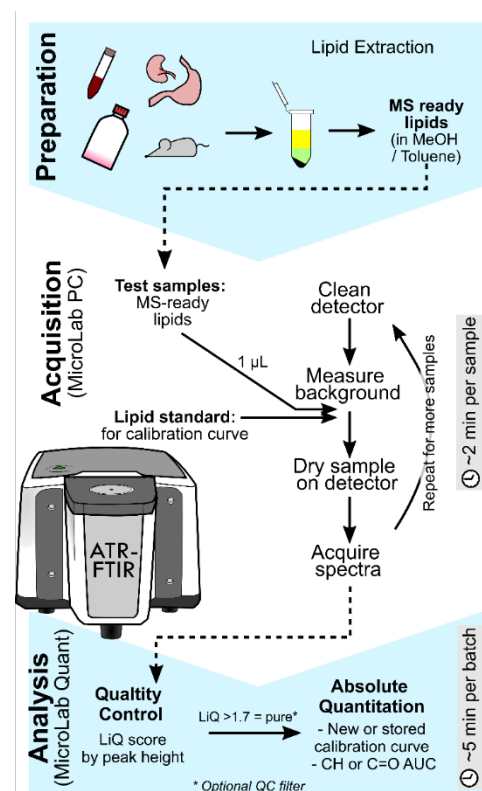 Preparation
Lipid Extraction
MS ready
lipids
(in MeOH
/ Toluene)
Acquisition
(MicroLab PC)
Test samples:
MS-ready
lipids
1 µL
Lipid standard:
for calibration curve
Clean
detector
Measure
background
Dry sample
on detector
Acquire
spectra
Repeat for more samples
~2 min per sample
ATR-
FTIR
Analysis
(MicroLab Quant)
Qualtity
Control
LiQ score
by peak height
LiQ >1.7 = pure*
Absolute
Quantitation
- New or stored
calibration curve
- CH or C=O AUC
* Optional QC filter
~5 min per batch